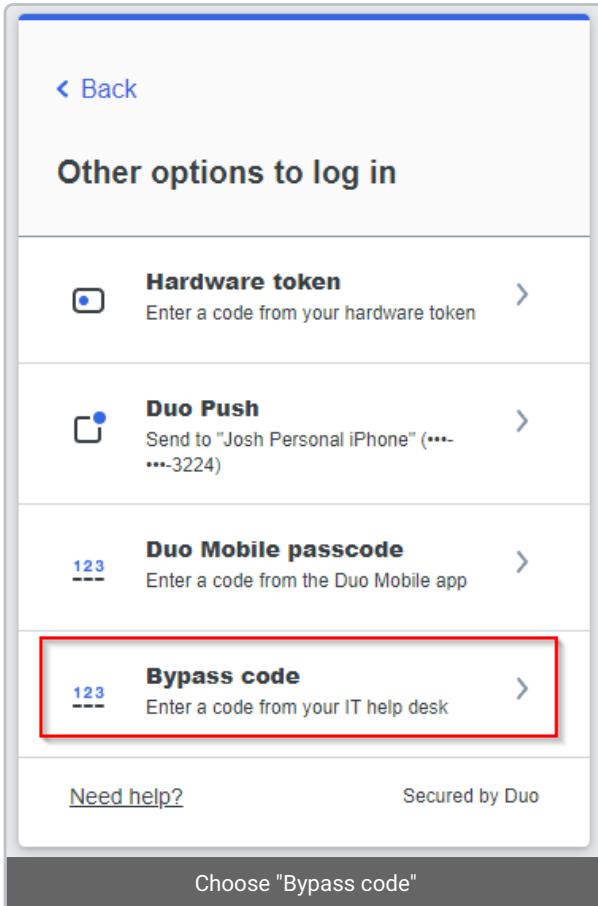 Back
Other options to log in
Hardware token
Enter a code from your hardware token
Duo Push
Send to "Josh Personal iPhone" (•••-
•••-3224)
123
Duo Mobile passcode
Enter a code from the Duo Mobile app
123
Bypass code
Enter a code from your IT help desk
Need help?
Secured by Duo
Choose "Bypass code"